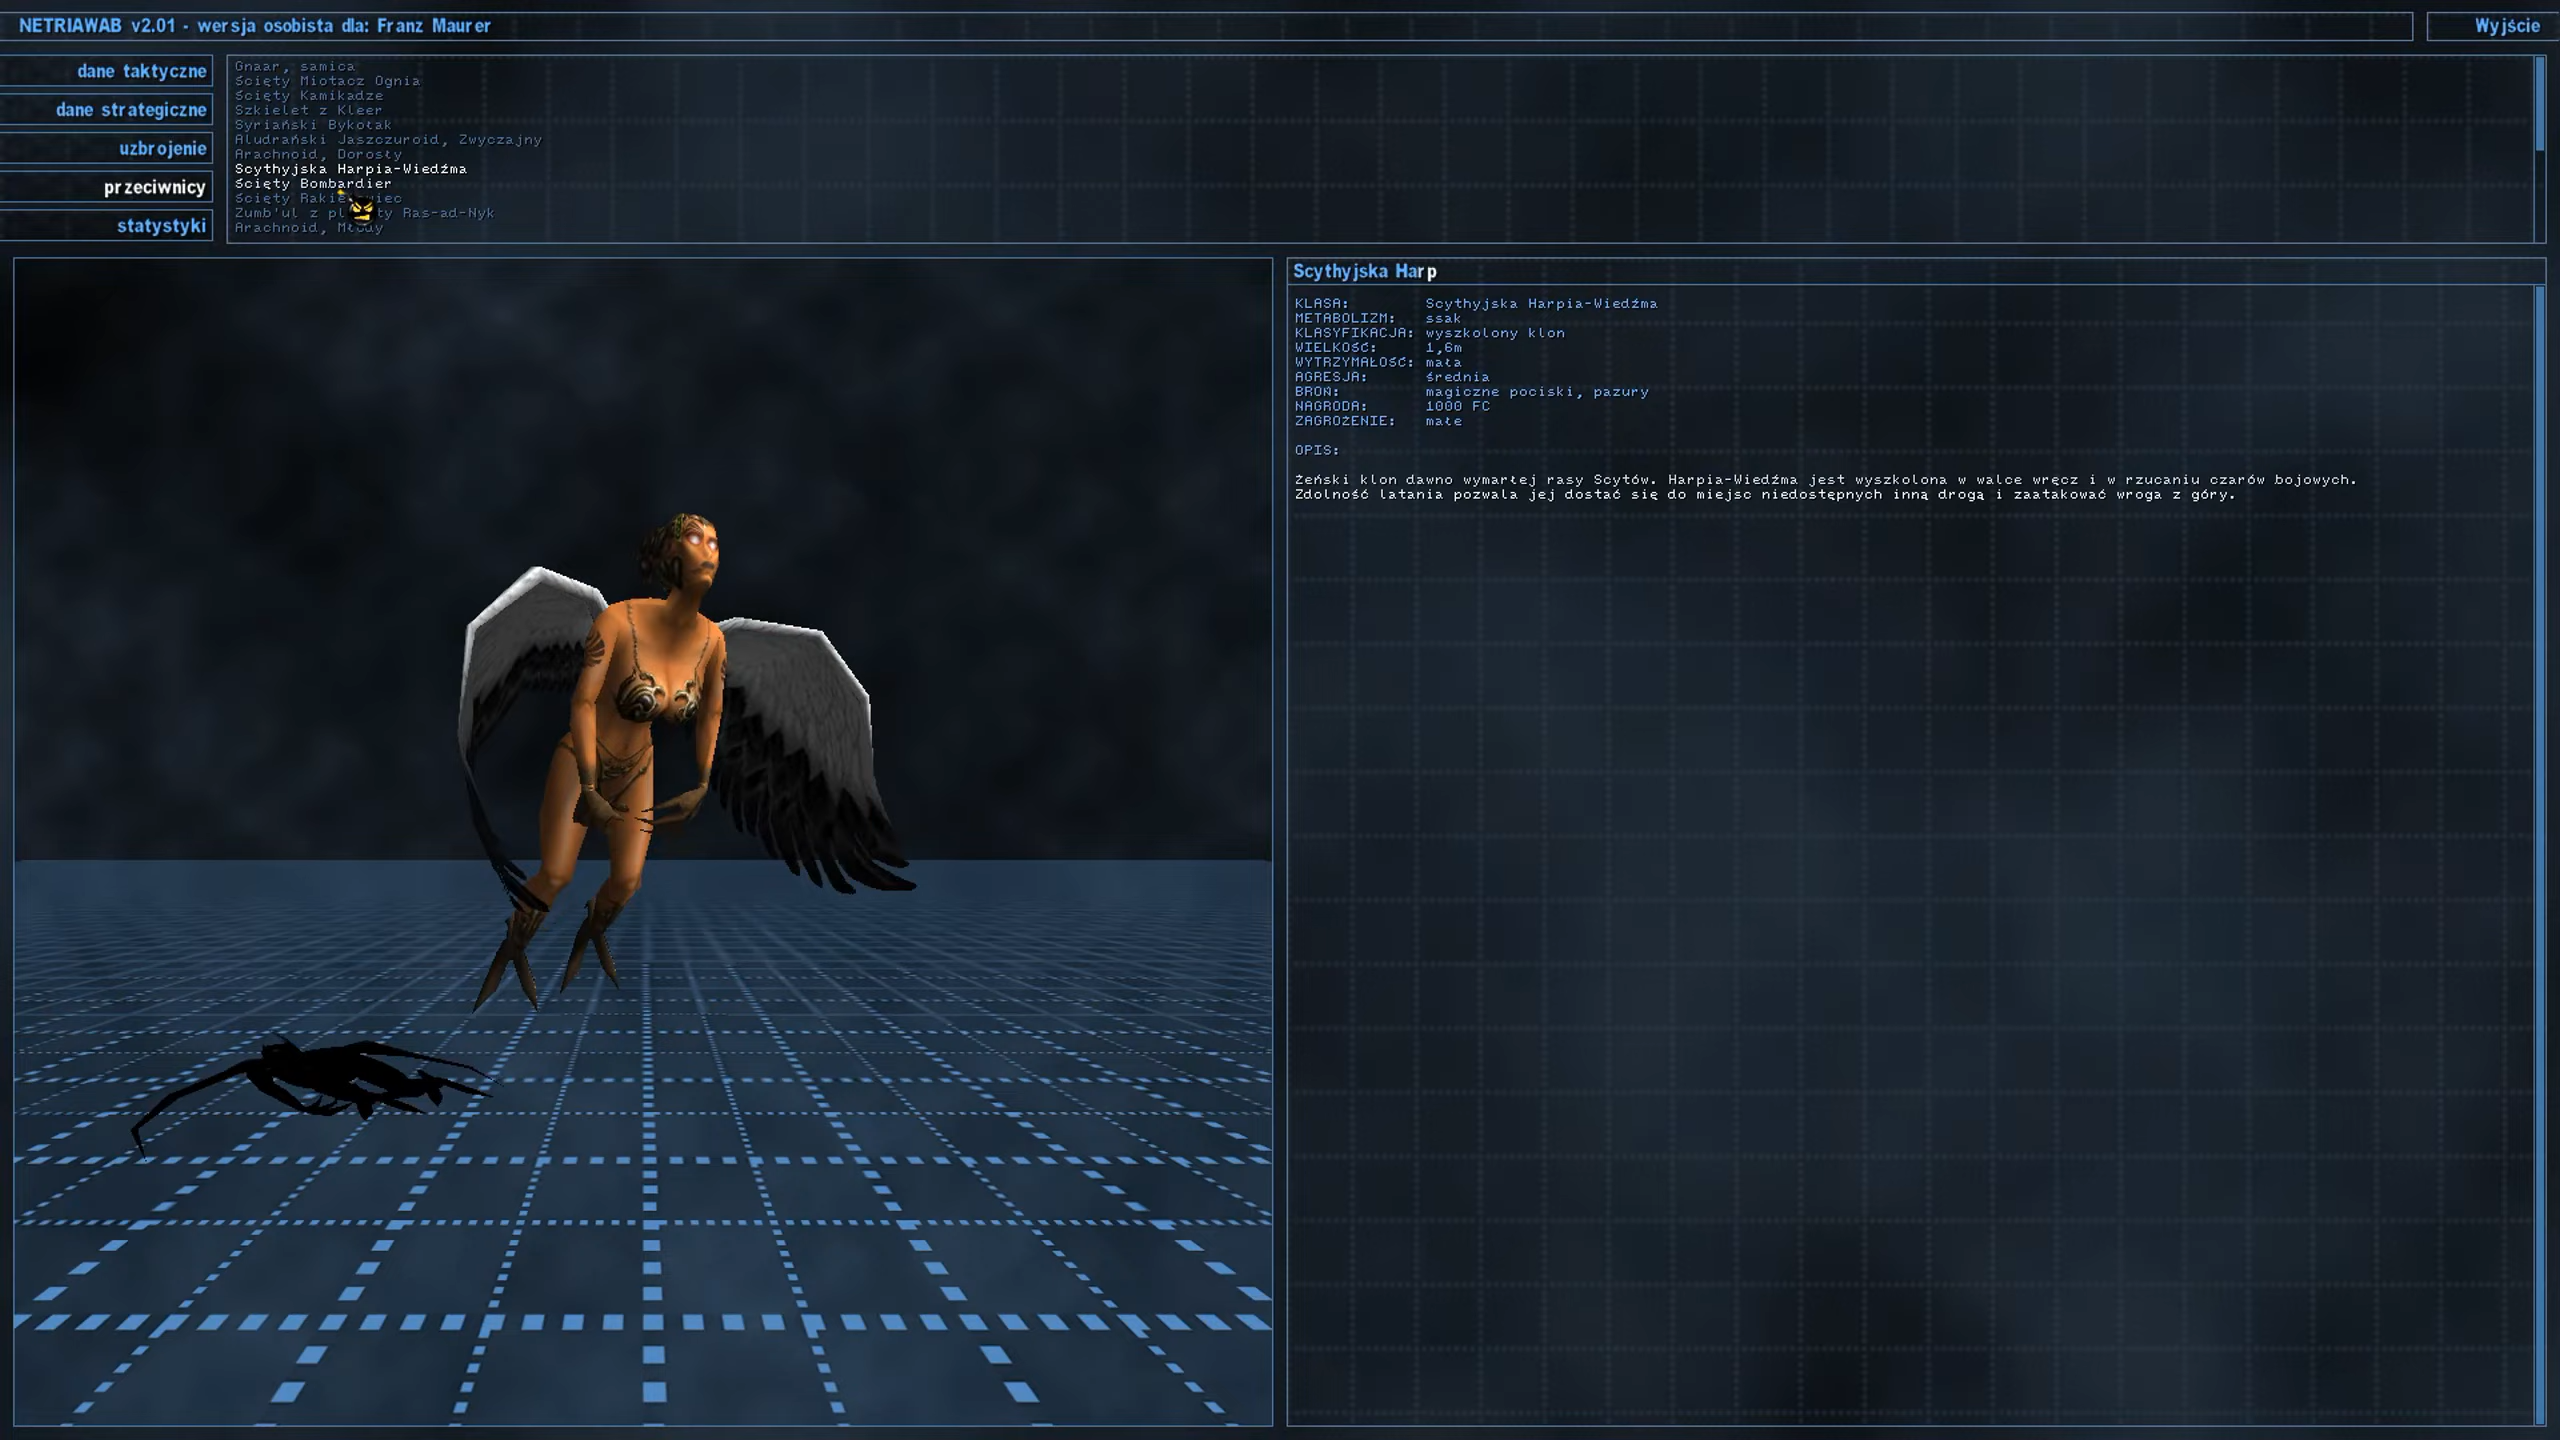 NETRIAWAB v2.01 - wersja osobista dla: Franz Maurer
Wyjście
dane taktyczne
dane strategiczne
uzbrojenie
przeciwnicy
statystyki
Gnaar, samica
Ścięty Miotacz Ognia
Ścięty Kamikadze
Szkielet z Kleer
Syriański Bykołak
Aludrański Jaszczuroid, Zwyczajny
Arachnoid, Dorosły
Scythyjska Harpia-Wiedźma
Ścięty Bombardier
Ścięty
Zumb'ul z Ras-ad-Nyk
Arachnoid,
Scythyjska Harp
KLASA: Scythyjska Harpia-Wiedźma
METABOLIZM: ssak
KLASYFIKACJA: wyszkolony klon
WIELKOŚĆ: 1,6m
WYTRZYMAŁOŚĆ: mała
AGRESJA: średnia
BROŃ: magiczne pociski, pazury
NAGRODA: 1000 FC
ZAGROŻENIE: małe
OPIS:
Żeński klon dawno wymarłej rasy Scytów. Harpia-Wiedźma jest wyszkolona w walce wręcz i w rzucaniu czarów bojowych.
Zdolność latania pozwala jej dostać się do miejsc niedostępnych inną drogą i zaatakować wroga z góry.